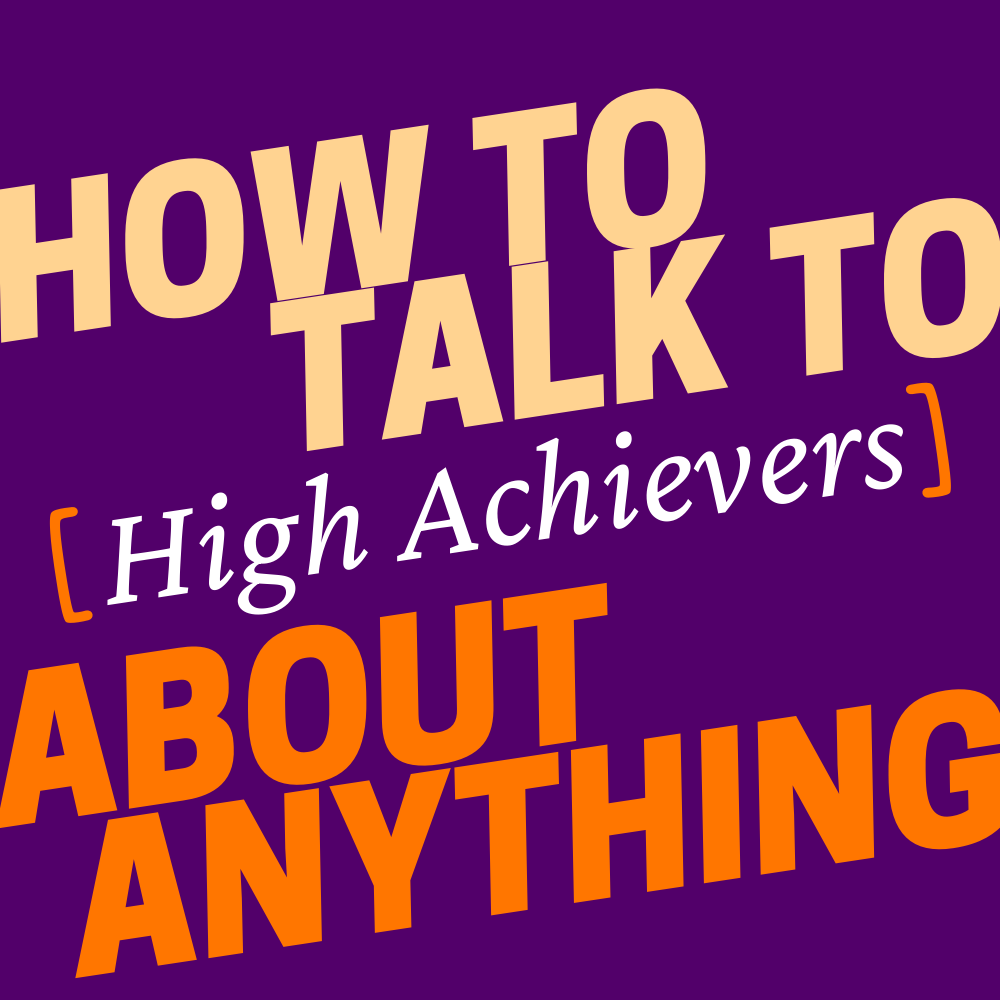 HOW TO
TALK TO
[High Achievers]
ABOUT
ANYTHING